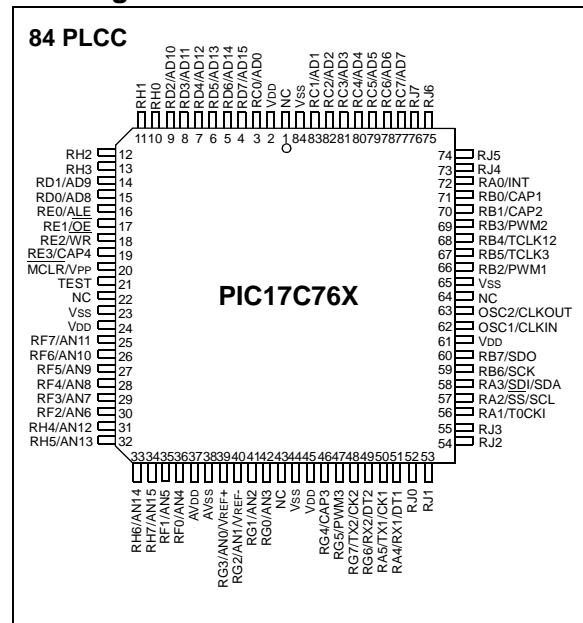 84 PLCC
RH1
RH0
RD2/AD10
RD3/AD11
RD4/AD12
RD5/AD13
RD6/AD14
RD7/AD15
RC0/AD0
VDD
NC
VSS
RC1/AD1
RC2/AD2
RC3/AD3
RC4/AD4
RC5/AD5
RC6/AD6
RC7/AD7
RJ7
RJ6
11 10 9 8 7 6 5 4 3 2 1 84 83 82 81 80 79 78 77 76 75
RH2 12
RH3 13
RD1/AD9 14
RD0/AD8 15
RE0/ALE 16
RE1/OE 17
RE2/WR 18
RE3/CAP4 19
MCLR/VPP 20
TEST 21
NC 22
VSS 23
VDD 24
RF7/AN11 25
RF6/AN10 26
RF5/AN9 27
RF4/AN8 28
RF3/AN7 29
RF2/AN6 30
RH4/AN12 31
RH5/AN13 32
PIC17C76X
74 RJ5
73 RJ4
72 RA0/INT
71 RB0/CAP1
70 RB1/CAP2
69 RB3/PWM2
68 RB4/TCLK12
67 RB5/TCLK3
66 RB2/PWM1
65 VSS
64 NC
63 OSC2/CLKOUT
62 OSC1/CLKIN
61 VDD
60 RB7/SDO
59 RB6/SCK
58 RA3/SDI/SDA
57 RA2/SS/SCL
56 RA1/T0CKI
55 RJ3
54 RJ2
33 34 35 36 37 38 39 40 41 42 43 44 45 46 47 48 49 50 51 52 53
RH6/AN14
RH7/AN15
RF1/AN5
RF0/AN4
AVDD
AVSS
RG3/AN0/VREF+
RG2/AN1/VREF-
RG1/AN2
RG0/AN3
NC
VSS
VDD
RG4/CAP3
RG5/PWM3
RG7/TX2/CK2
RG6/RX2/DT2
RA5/TX1/CK1
RA4/RX1/DT1
RJ0
RJ1